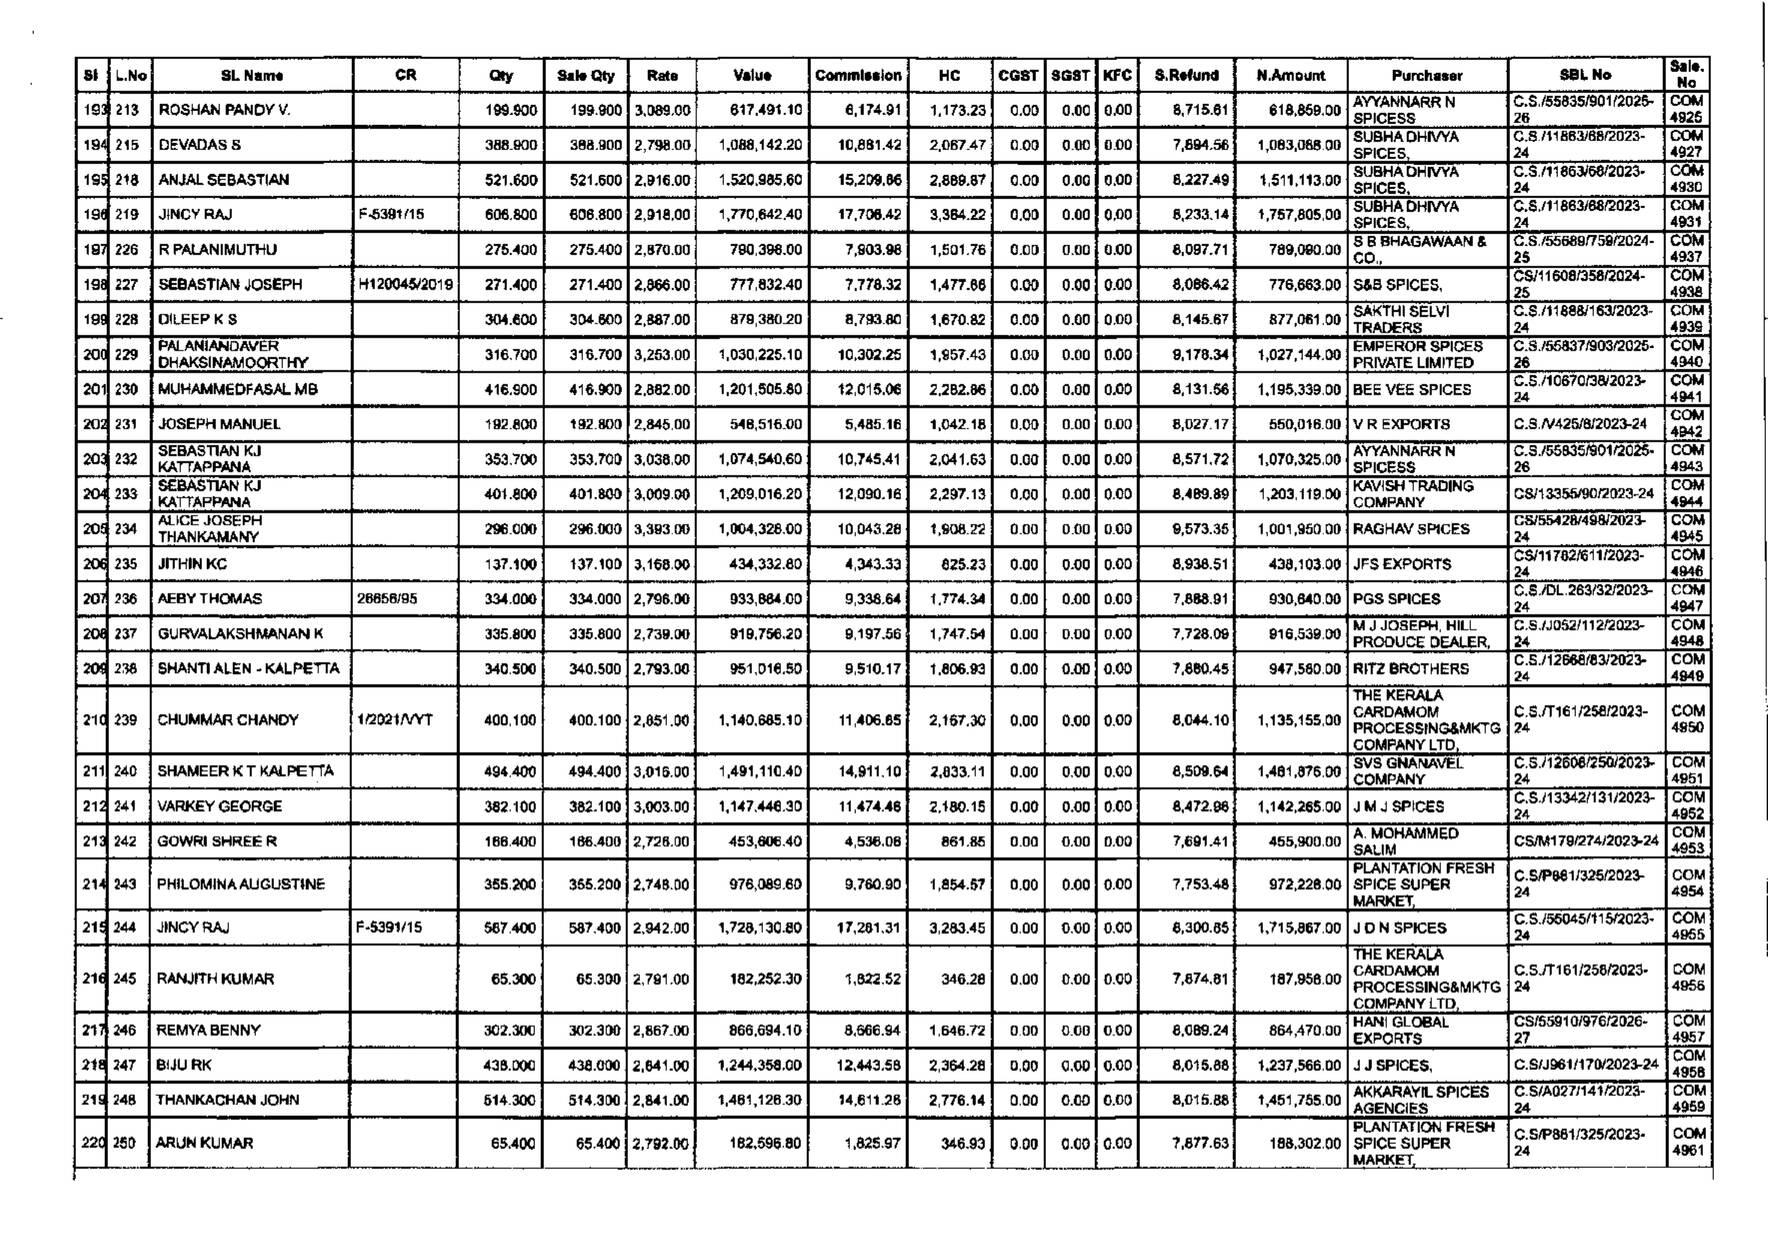 Sl L.No SL Name CR Qty Sale Qty Rate Value Commission HC CGST SGST KFC S.Refund N.Amount Purchaser SBL No Sale. No
193 213 ROSHAN PANDY V. 199.900 199.900 3,089.00 617,491.10 6,174.91 1,173.23 0.00 0.00 0.00 8,715.61 618,859.00 AYYANNARR N SPICESS C.S./55835/901/2025-26 COM 4925
194 215 DEVADAS S 388.900 388.900 2,798.00 1,088,142.20 10,881.42 2,067.47 0.00 0.00 0.00 7,894.56 1,083,088.00 SUBHA DHIVYA SPICES, C.S./11863/68/2023-24 COM 4927
195 218 ANJAL SEBASTIAN 521.600 521.600 2,916.00 1,520,985.60 15,209.86 2,889.87 0.00 0.00 0.00 8,227.49 1,511,113.00 SUBHA DHIVYA SPICES, C.S./11863/68/2023-24 COM 4930
196 219 JINCY RAJ F-5391/15 606.800 606.800 2,918.00 1,770,642.40 17,706.42 3,364.22 0.00 0.00 0.00 8,233.14 1,757,805.00 SUBHA DHIVYA SPICES, C.S./11863/68/2023-24 COM 4931
197 226 R PALANIMUTHU 275.400 275.400 2,870.00 790,398.00 7,903.98 1,501.76 0.00 0.00 0.00 8,097.71 789,090.00 S B BHAGAWAAN & CO., C.S./55689/759/2024-25 COM 4937
198 227 SEBASTIAN JOSEPH H120045/2019 271.400 271.400 2,866.00 777,832.40 7,778.32 1,477.88 0.00 0.00 0.00 8,086.42 776,663.00 S&B SPICES, CS/11608/358/2024-25 COM 4938
199 228 DILEEP K S 304.600 304.600 2,887.00 879,380.20 8,793.80 1,670.82 0.00 0.00 0.00 8,145.67 877,061.00 SAKTHI SELVI TRADERS C.S./11888/163/2023-24 COM 4939
200 229 PALANIANDAVER DHAKSINAMOORTHY 316.700 316.700 3,253.00 1,030,225.10 10,302.25 1,957.43 0.00 0.00 0.00 9,178.34 1,027,144.00 EMPEROR SPICES PRIVATE LIMITED C.S./55837/903/2025-26 COM 4940
201 230 MUHAMMEDFASAL MB 416.900 416.900 2,882.00 1,201,505.80 12,015.06 2,282.86 0.00 0.00 0.00 8,131.56 1,195,339.00 BEE VEE SPICES C.S./10670/38/2023-24 COM 4941
202 231 JOSEPH MANUEL 192.800 192.800 2,845.00 548,516.00 5,485.16 1,042.18 0.00 0.00 0.00 8,027.17 550,016.00 V R EXPORTS C.S./V425/8/2023-24 COM 4942
203 232 SEBASTIAN KJ KATTAPPANA 353.700 353.700 3,038.00 1,074,540.60 10,745.41 2,041.63 0.00 0.00 0.00 8,571.72 1,070,325.00 AYYANNARR N SPICESS C.S./55835/901/2025-26 COM 4943
204 233 SEBASTIAN KJ KATTAPPANA 401.800 401.800 3,009.00 1,209,016.20 12,090.16 2,297.13 0.00 0.00 0.00 8,489.89 1,203,119.00 KAVISH TRADING COMPANY CS/13355/90/2023-24 COM 4944
205 234 ALICE JOSEPH THANKAMANY 296.000 296.000 3,393.00 1,004,328.00 10,043.28 1,908.22 0.00 0.00 0.00 9,573.35 1,001,950.00 RAGHAV SPICES CS/55428/498/2023-24 COM 4945
206 235 JITHIN KC 137.100 137.100 3,168.00 434,332.80 4,343.33 825.23 0.00 0.00 0.00 8,938.51 438,103.00 JFS EXPORTS CS/11782/611/2023-24 COM 4946
207 236 AEBY THOMAS 26656/95 334.000 334.000 2,796.00 933,864.00 9,338.64 1,774.34 0.00 0.00 0.00 7,888.91 930,640.00 PGS SPICES C.S./DL.263/32/2023-24 COM 4947
208 237 GURVALAKSHMANAN K 335.800 335.800 2,739.00 919,756.20 9,197.56 1,747.54 0.00 0.00 0.00 7,728.09 916,539.00 M J JOSEPH, HILL PRODUCE DEALER, C.S./J052/112/2023-24 COM 4948
209 238 SHANTI ALEN - KALPETTA 340.500 340.500 2,793.00 951,016.50 9,510.17 1,806.93 0.00 0.00 0.00 7,880.45 947,580.00 RITZ BROTHERS C.S./12668/83/2023-24 COM 4949
210 239 CHUMMAR CHANDY 1/2021/VYT 400.100 400.100 2,851.00 1,140,685.10 11,406.85 2,167.30 0.00 0.00 0.00 8,044.10 1,135,155.00 THE KERALA CARDAMOM PROCESSING&MKTG COMPANY LTD, C.S./T161/256/2023-24 COM 4950
211 240 SHAMEER K T KALPETTA 494.400 494.400 3,016.00 1,491,110.40 14,911.10 2,833.11 0.00 0.00 0.00 8,509.64 1,481,876.00 SVS GNANAVEL COMPANY C.S./12608/250/2023-24 COM 4951
212 241 VARKEY GEORGE 382.100 382.100 3,003.00 1,147,446.30 11,474.46 2,180.15 0.00 0.00 0.00 8,472.96 1,142,265.00 J M J SPICES C.S./13342/131/2023-24 COM 4952
213 242 GOWRI SHREE R 166.400 166.400 2,726.00 453,606.40 4,536.06 861.85 0.00 0.00 0.00 7,691.41 455,900.00 A. MOHAMMED SALIM CS/M179/274/2023-24 COM 4953
214 243 PHILOMINA AUGUSTINE 355.200 355.200 2,748.00 976,089.60 9,760.90 1,854.57 0.00 0.00 0.00 7,753.48 972,228.00 PLANTATION FRESH SPICE SUPER MARKET, C.S/P881/325/2023-24 COM 4954
215 244 JINCY RAJ F-5391/15 587.400 587.400 2,942.00 1,728,130.80 17,281.31 3,283.45 0.00 0.00 0.00 8,300.85 1,715,867.00 J D N SPICES C.S./55045/115/2023-24 COM 4955
216 245 RANJITH KUMAR 65.300 65.300 2,791.00 182,252.30 1,822.52 346.28 0.00 0.00 0.00 7,874.81 187,958.00 THE KERALA CARDAMOM PROCESSING&MKTG COMPANY LTD, C.S./T161/256/2023-24 COM 4956
217 246 REMYA BENNY 302.300 302.300 2,867.00 866,694.10 8,666.94 1,646.72 0.00 0.00 0.00 8,089.24 864,470.00 HANI GLOBAL EXPORTS CS/55910/976/2026-27 COM 4957
218 247 BIJU RK 438.000 438.000 2,841.00 1,244,358.00 12,443.58 2,364.28 0.00 0.00 0.00 8,015.88 1,237,566.00 J J SPICES, C.S/J961/170/2023-24 COM 4958
219 248 THANKACHAN JOHN 514.300 514.300 2,841.00 1,461,126.30 14,611.26 2,776.14 0.00 0.00 0.00 8,015.88 1,451,755.00 AKKARAYIL SPICES AGENCIES C.S/A027/141/2023-24 COM 4959
220 250 ARUN KUMAR 65.400 65.400 2,792.00 182,596.80 1,825.97 346.93 0.00 0.00 0.00 7,877.63 188,302.00 PLANTATION FRESH SPICE SUPER MARKET, C.S/P881/325/2023-24 COM 4961